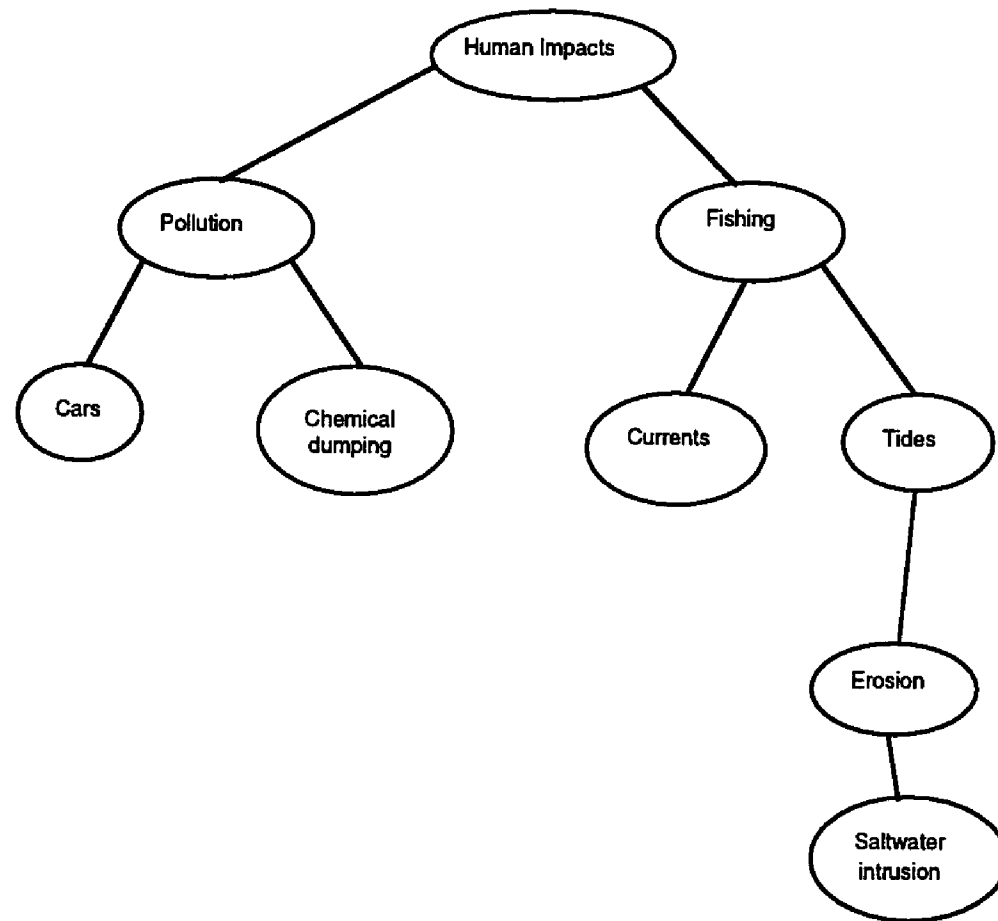 Human Impacts
Pollution
Fishing
Cars
Chemical
dumping
Currents
Tides
Erosion
Saltwater
intrusion